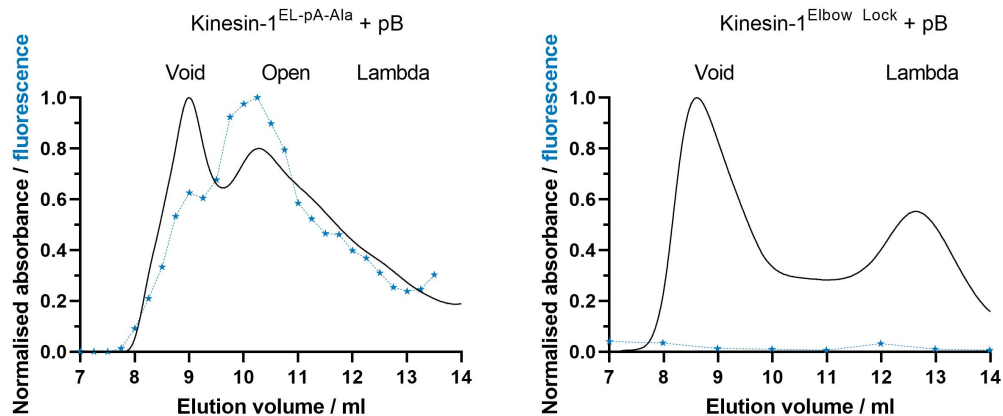 Kinesin-1EL-pA-Ala + pB
Void Open Lambda
Normalised absorbance / fluorescence
1.0
0.8
0.6
0.4
0.2
0.0
7 8 9 10 11 12 13 14
Elution volume / ml
Kinesin-1Elbow Lock + pB
Void Lambda
Normalised absorbance / fluorescence
1.0
0.8
0.6
0.4
0.2
0.0
7 8 9 10 11 12 13 14
Elution volume / ml